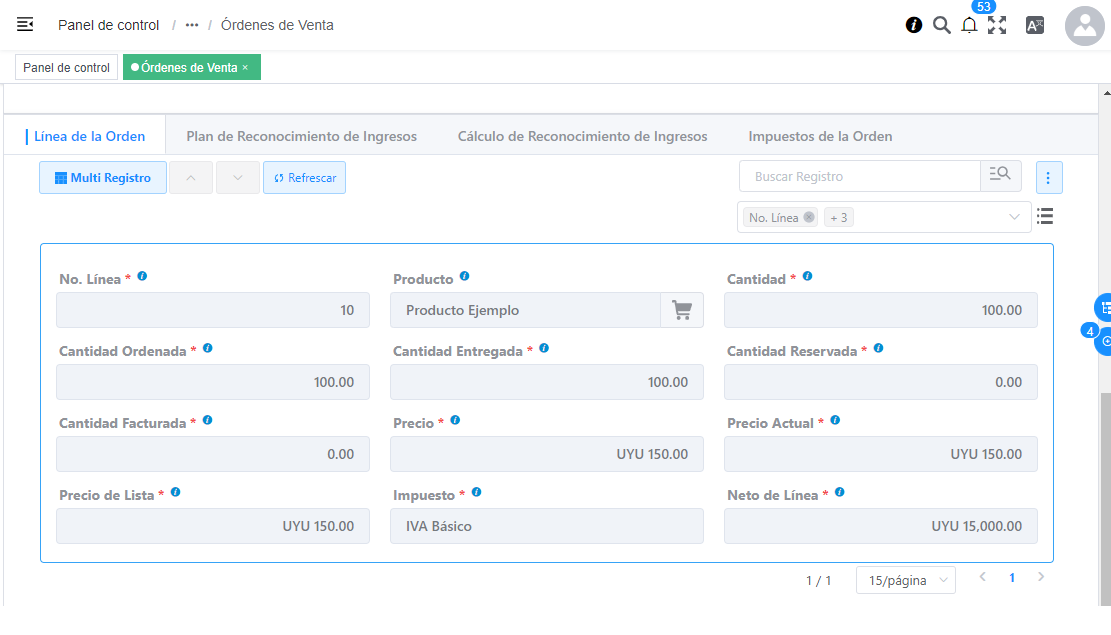 Panel de control / ••• / Órdenes de Venta
53
Panel de control
Órdenes de Venta ×
Línea de la Orden
Plan de Reconocimiento de Ingresos
Cálculo de Reconocimiento de Ingresos
Impuestos de la Orden
Multi Registro
Refrescar
Buscar Registro
No. Línea
+ 3
No. Línea *
Producto
Cantidad *
10
Producto Ejemplo
100.00
Cantidad Ordenada *
Cantidad Entregada *
Cantidad Reservada *
100.00
100.00
0.00
4
Cantidad Facturada *
Precio *
Precio Actual *
0.00
UYU 150.00
UYU 150.00
Precio de Lista *
Impuesto *
Neto de Línea *
UYU 150.00
IVA Básico
UYU 15,000.00
1 / 1
15/página
1